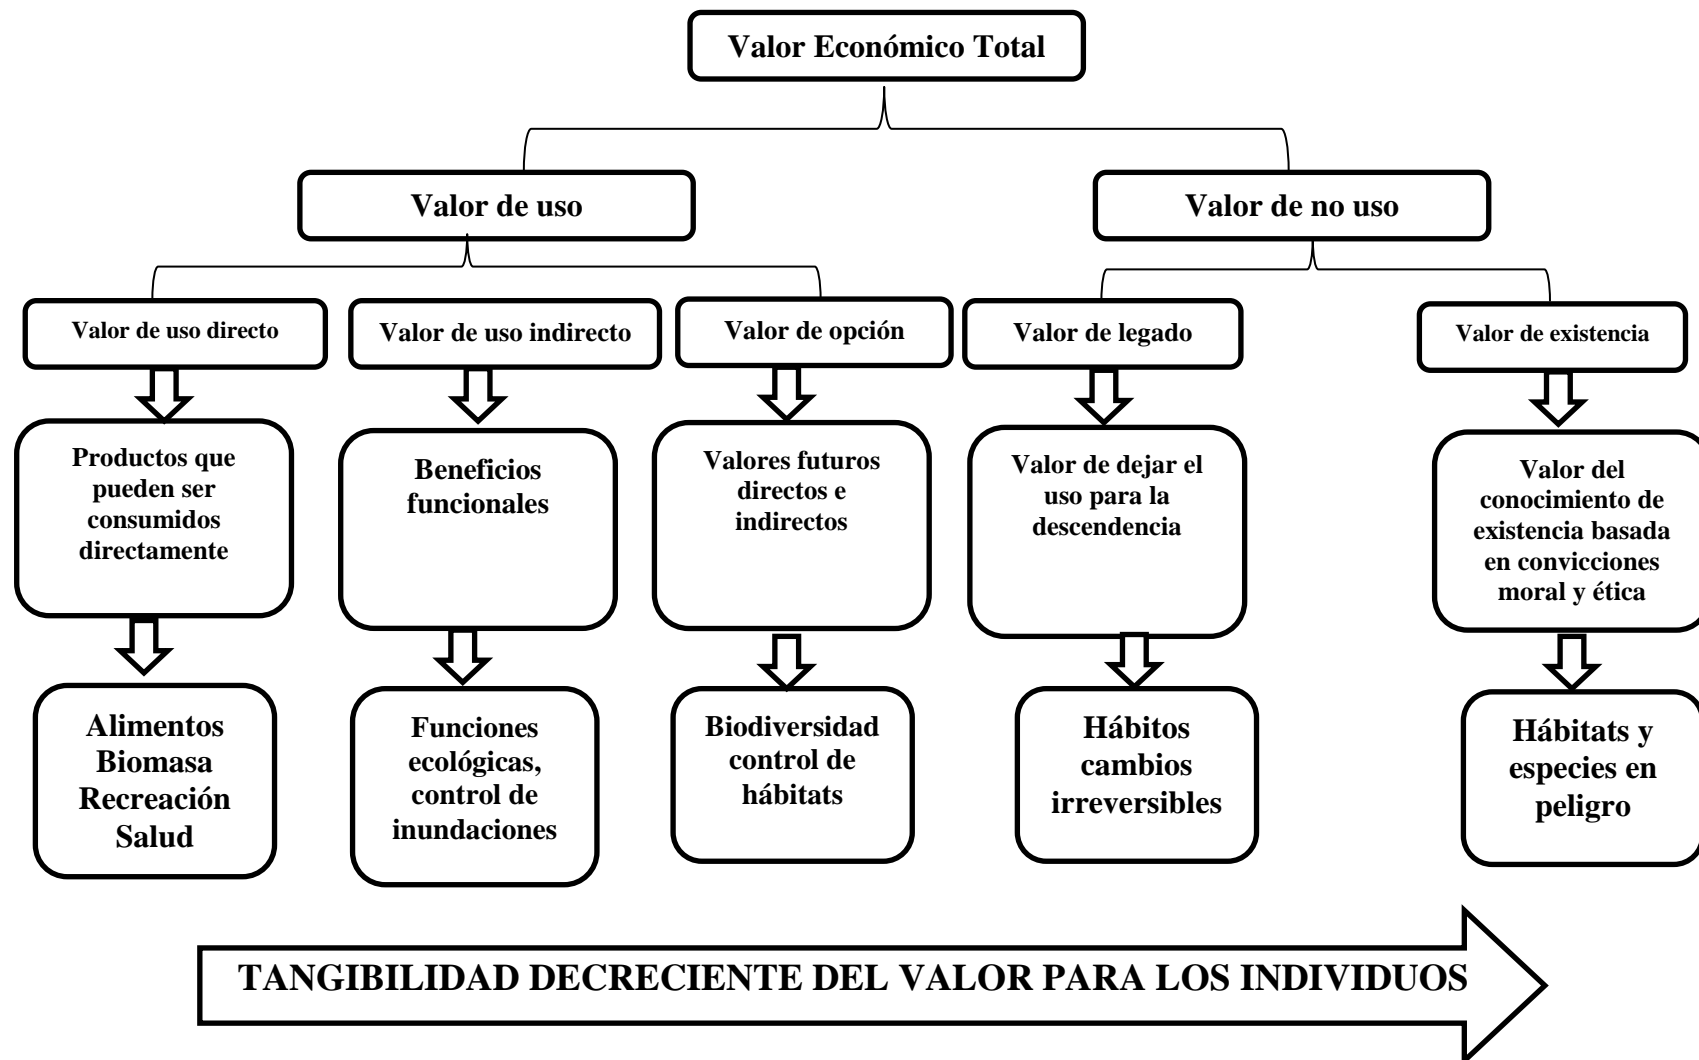 Valor Económico Total
Valor de uso
Valor de no uso
Valor de uso directo
Valor de uso indirecto
Valor de opción
Valor de legado
Valor de existencia
Productos que
pueden ser
consumidos
directamente
Beneficios
funcionales
Valores futuros
directos e
indirectos
Valor de dejar el
uso para la
descendencia
Valor del
conocimiento de
existencia basada
en convicciones
moral y ética
Alimentos
Biomasa
Recreación
Salud
Funciones
ecológicas,
control de
inundaciones
Biodiversidad
control de
hábitats
Hábitos
cambios
irreversibles
Hábitats y
especies en
peligro
TANGIBILIDAD DECRECIENTE DEL VALOR PARA LOS INDIVIDUOS